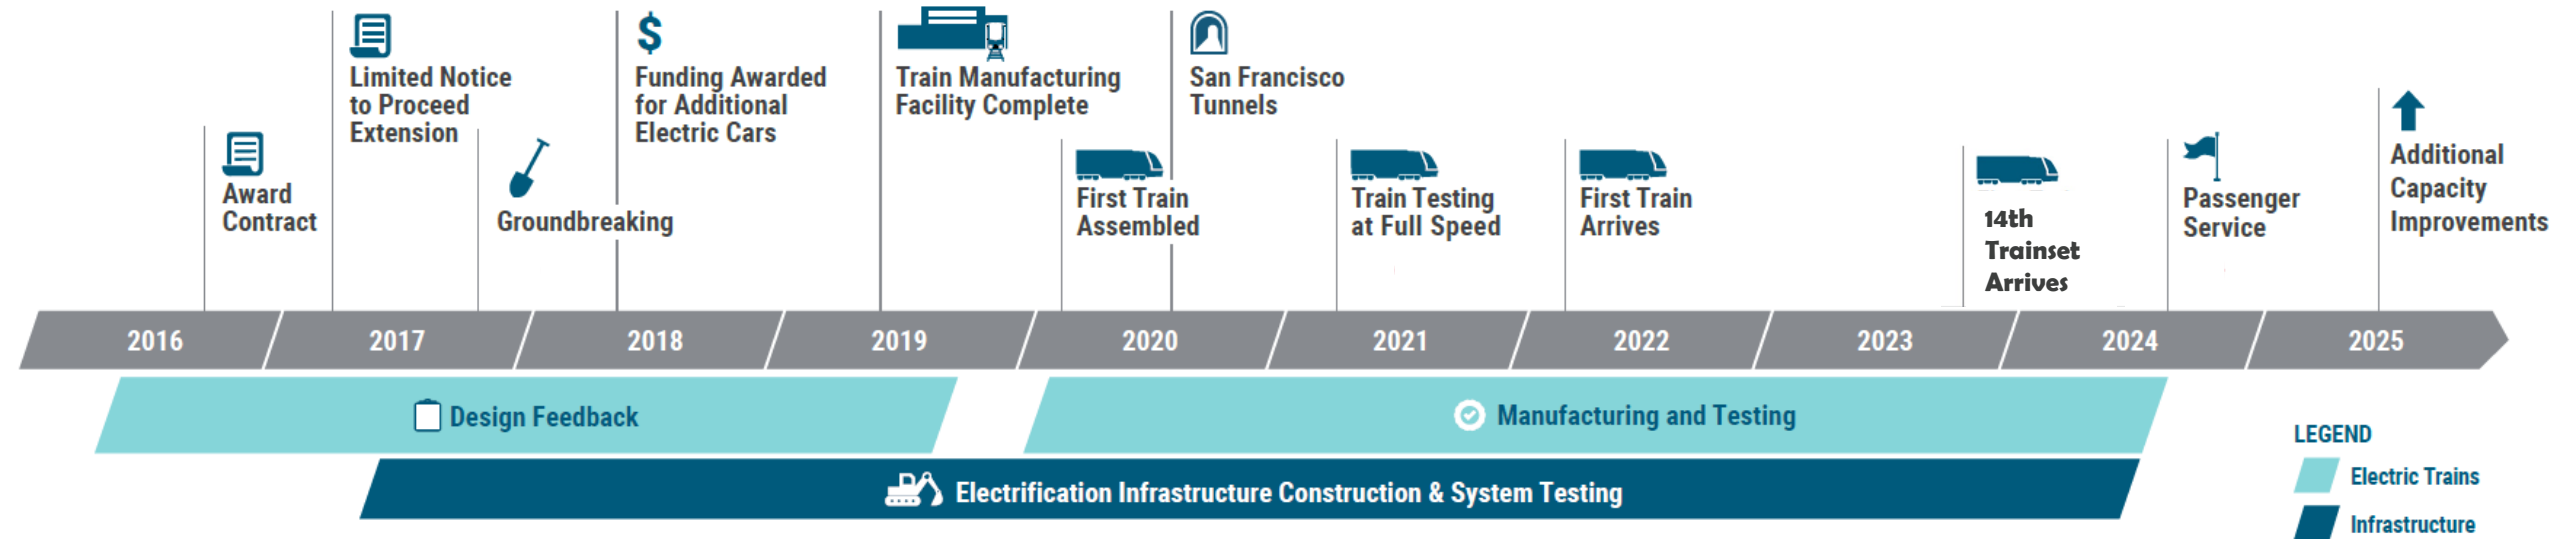 Limited Notice
to Proceed
Extension
$
Funding Awarded
for Additional
Electric Cars
Train Manufacturing
Facility Complete
San Francisco
Tunnels
Award
Contract
Groundbreaking
First Train
Assembled
Train Testing
at Full Speed
First Train
Arrives
14th
Trainset
Arrives
Passenger
Service
Additional
Capacity
Improvements
2016
2017
2018
2019
2020
2021
2022
2023
2024
2025
Design Feedback
Manufacturing and Testing
Electrification Infrastructure Construction & System Testing
LEGEND
Electric Trains
Infrastructure